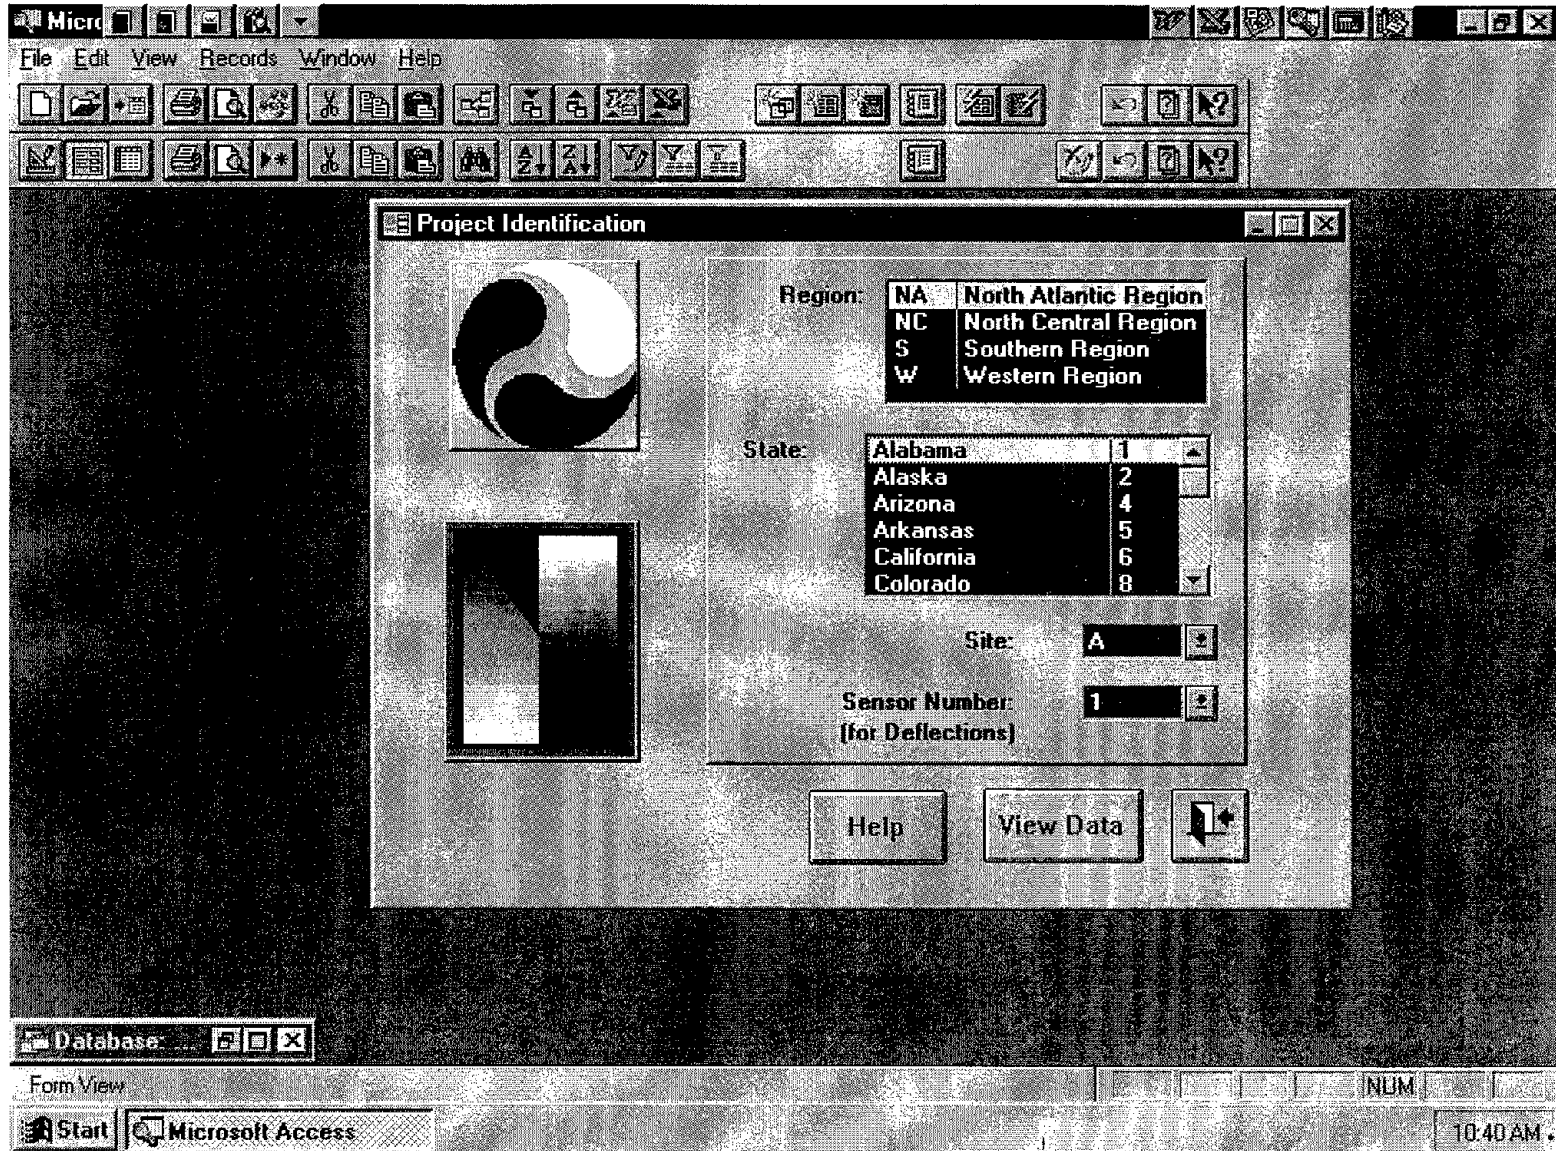 Micro
File Edit View Records Window Help
Project Identification
Region:
NA North Atlantic Region
NC North Central Region
S Southern Region
W Western Region
State:
Alabama 1
Alaska 2
Arizona 4
Arkansas 5
California 6
Colorado 8
Site: A
Sensor Number: 1
(for Deflections)
Help View Data
Database: ...
Form View NUM
Start Microsoft Access 10:40 AM